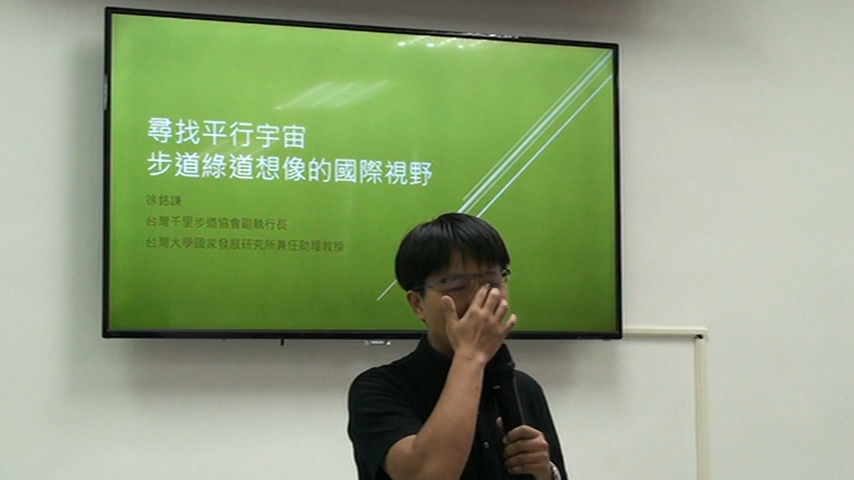 尋找平行宇宙
步道綠道想像的國際視野
徐銘謙
台灣千里步道協會副執行長
台灣大學國家發展研究所兼任助理教授